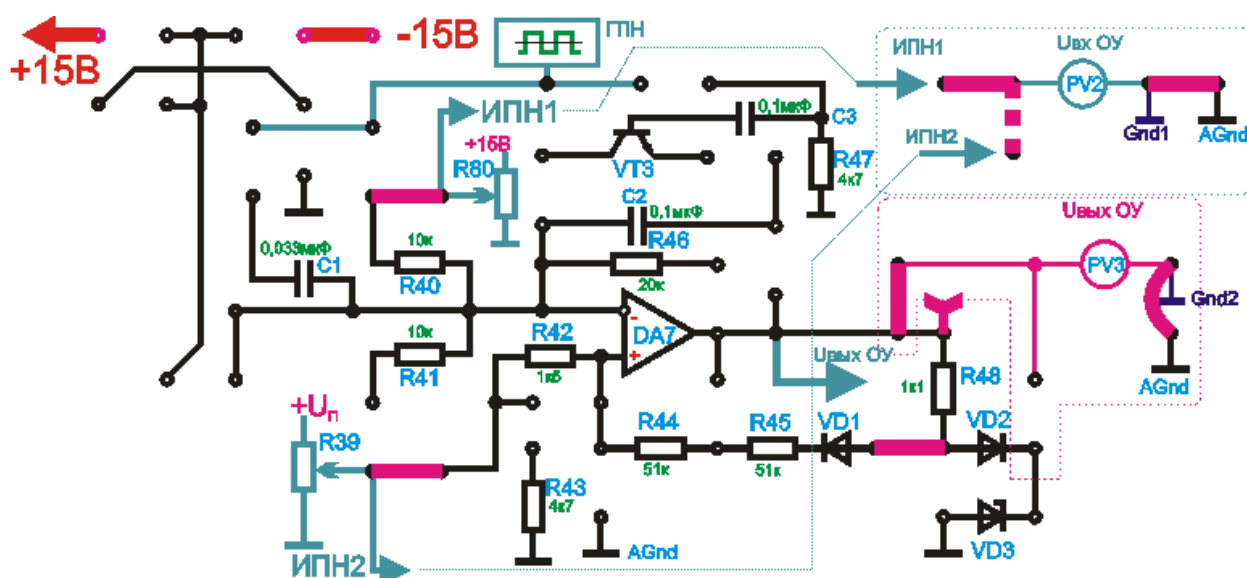 +15В
-15В
ГПН
ИПН1
Uвх ОУ
ИПН1
PV2
ИПН2
Gnd1
AGnd
+15В
R80
VT3
0,1мкФ
C3
R47
4к7
C2
0,1мкФ
R46
20к
Uвых ОУ
PV3
Gnd2
AGnd
0,033мкФ
C1
10к
R40
10к
R41
R42
1к5
-
+
DA7
Uвых ОУ
R48
1к1
+Uп
R39
R44
51к
R45
51к
VD1
VD2
R43
4к7
AGnd
VD3
ИПН2